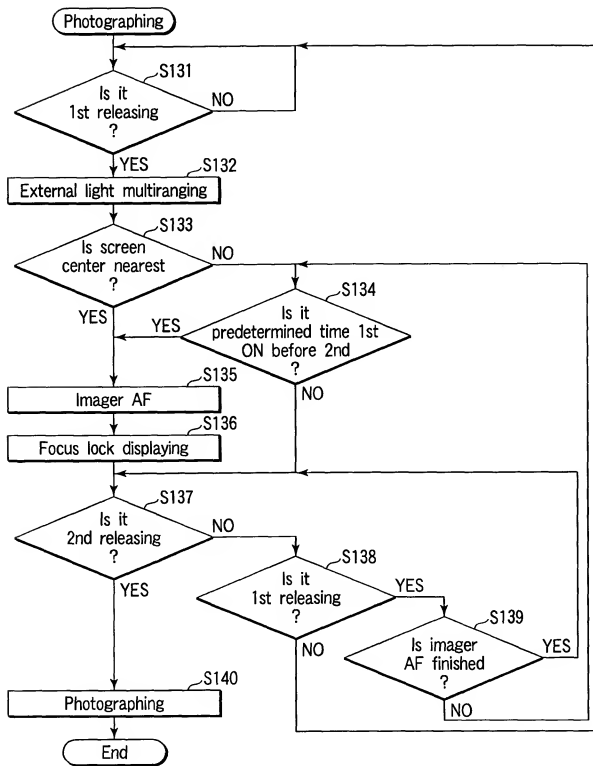 Photographing
S131
Is it
1st releasing
?
NO
YES
S132
External light multiranging
S133
Is screen
center nearest
?
NO
YES
S134
Is it
predetermined time 1st
ON before 2nd
?
YES
NO
S135
Imager AF
S136
Focus lock displaying
S137
Is it
2nd releasing
?
NO
YES
S138
Is it
1st releasing
?
YES
NO
S139
Is imager
AF finished
?
YES
NO
S140
Photographing
End